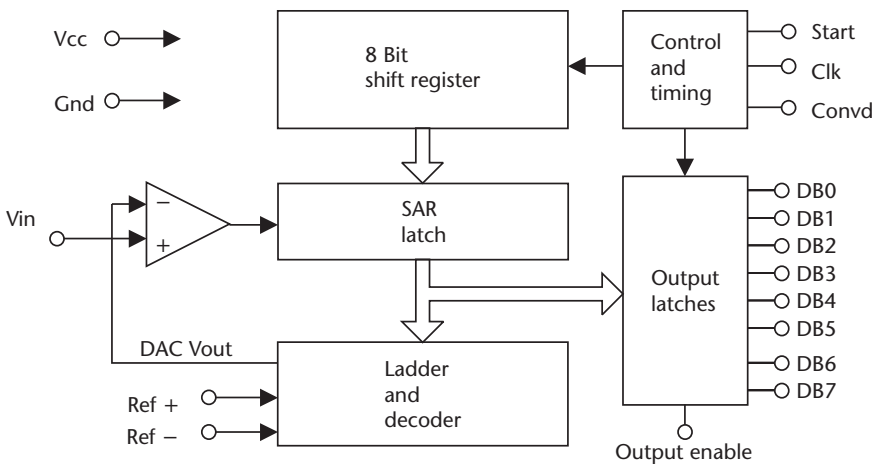 Vcc
Gnd
8 Bit
shift register
Control
and
timing
Start
Clk
Convd
Vin
−
+
SAR
latch
Output
latches
DB0
DB1
DB2
DB3
DB4
DB5
DB6
DB7
DAC Vout
Ladder
and
decoder
Ref +
Ref −
Output enable